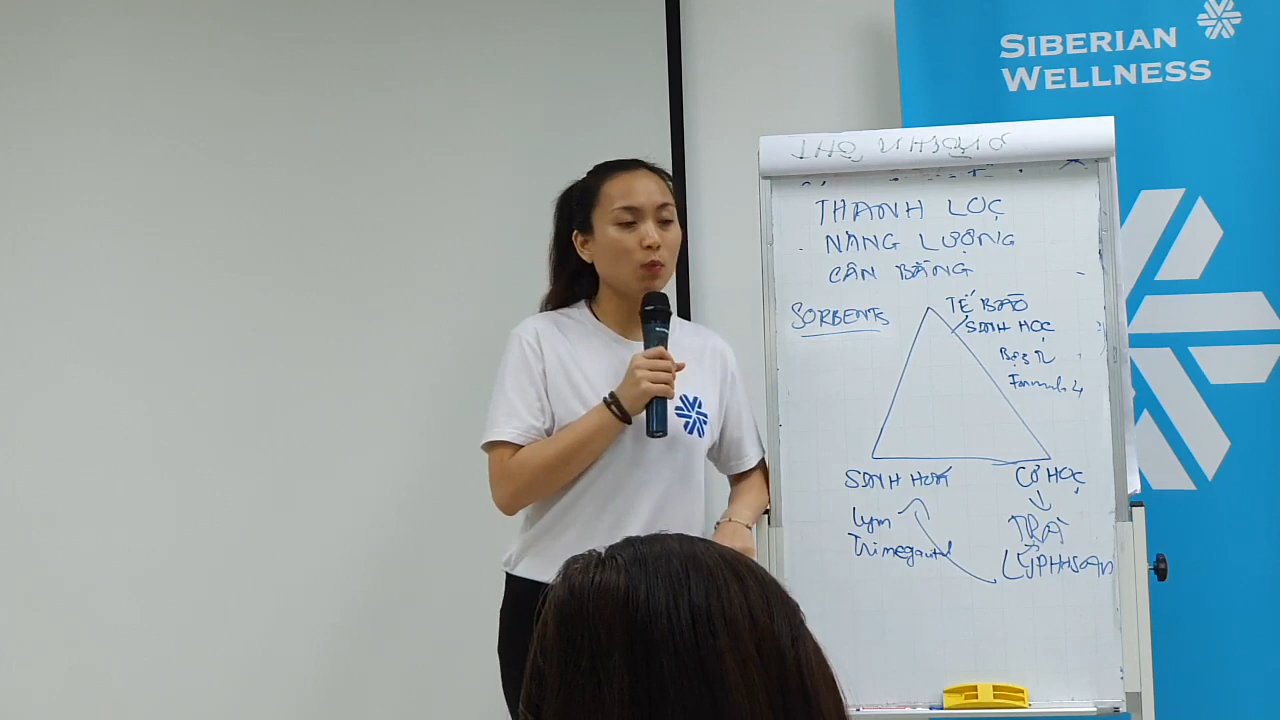 SIBERIAN
WELLNESS
THANH LỌC
NĂNG LƯỢNG
CÂN BẰNG
SORBENTS
TẾ BÀO
SINH HỌC
Formula 4
SINH HOÁ
CƠ HỌC
Lym
TRÀ
Trimegavital
LYMPHOSAN